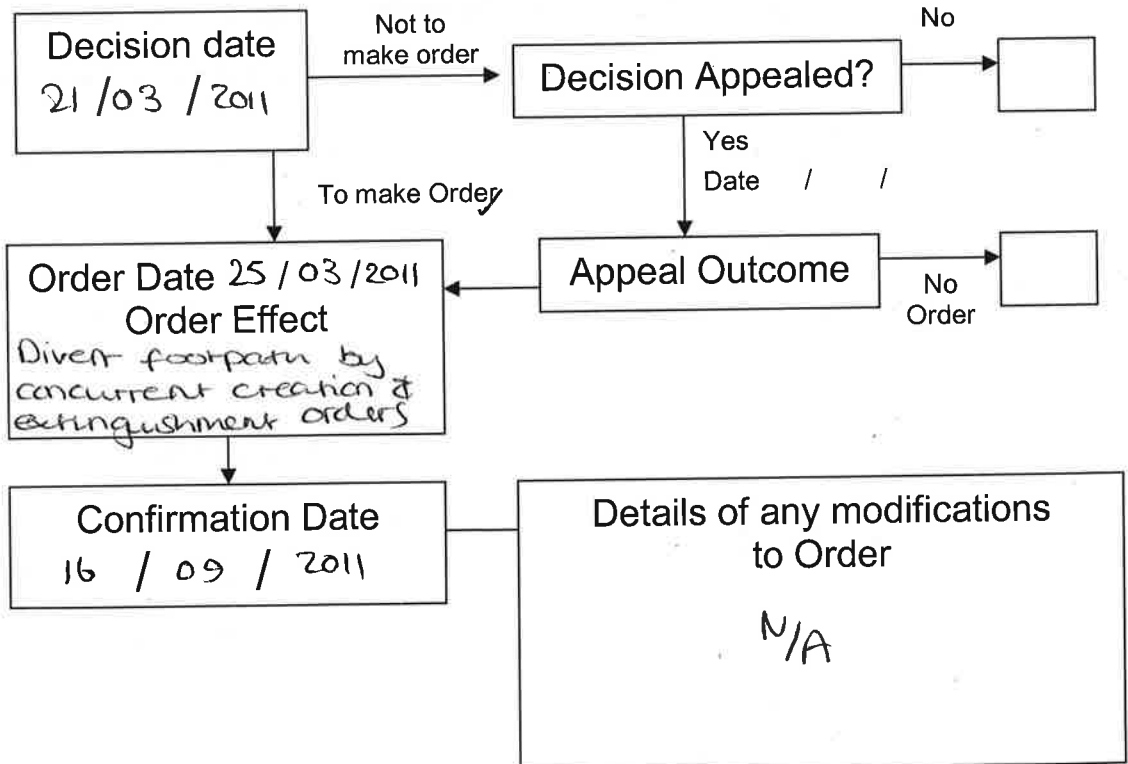 Decision date
21 / 03 / 2011
Not to
make order
Decision Appealed?
No
To make Order ✓
Yes
Date / /
Order Date 25 / 03 / 2011
Order Effect
Divert footpath by
concurrent creation &
extinguishment orders
Appeal Outcome
No
Order
Confirmation Date
16 / 09 / 2011
Details of any modifications
to Order
N/A